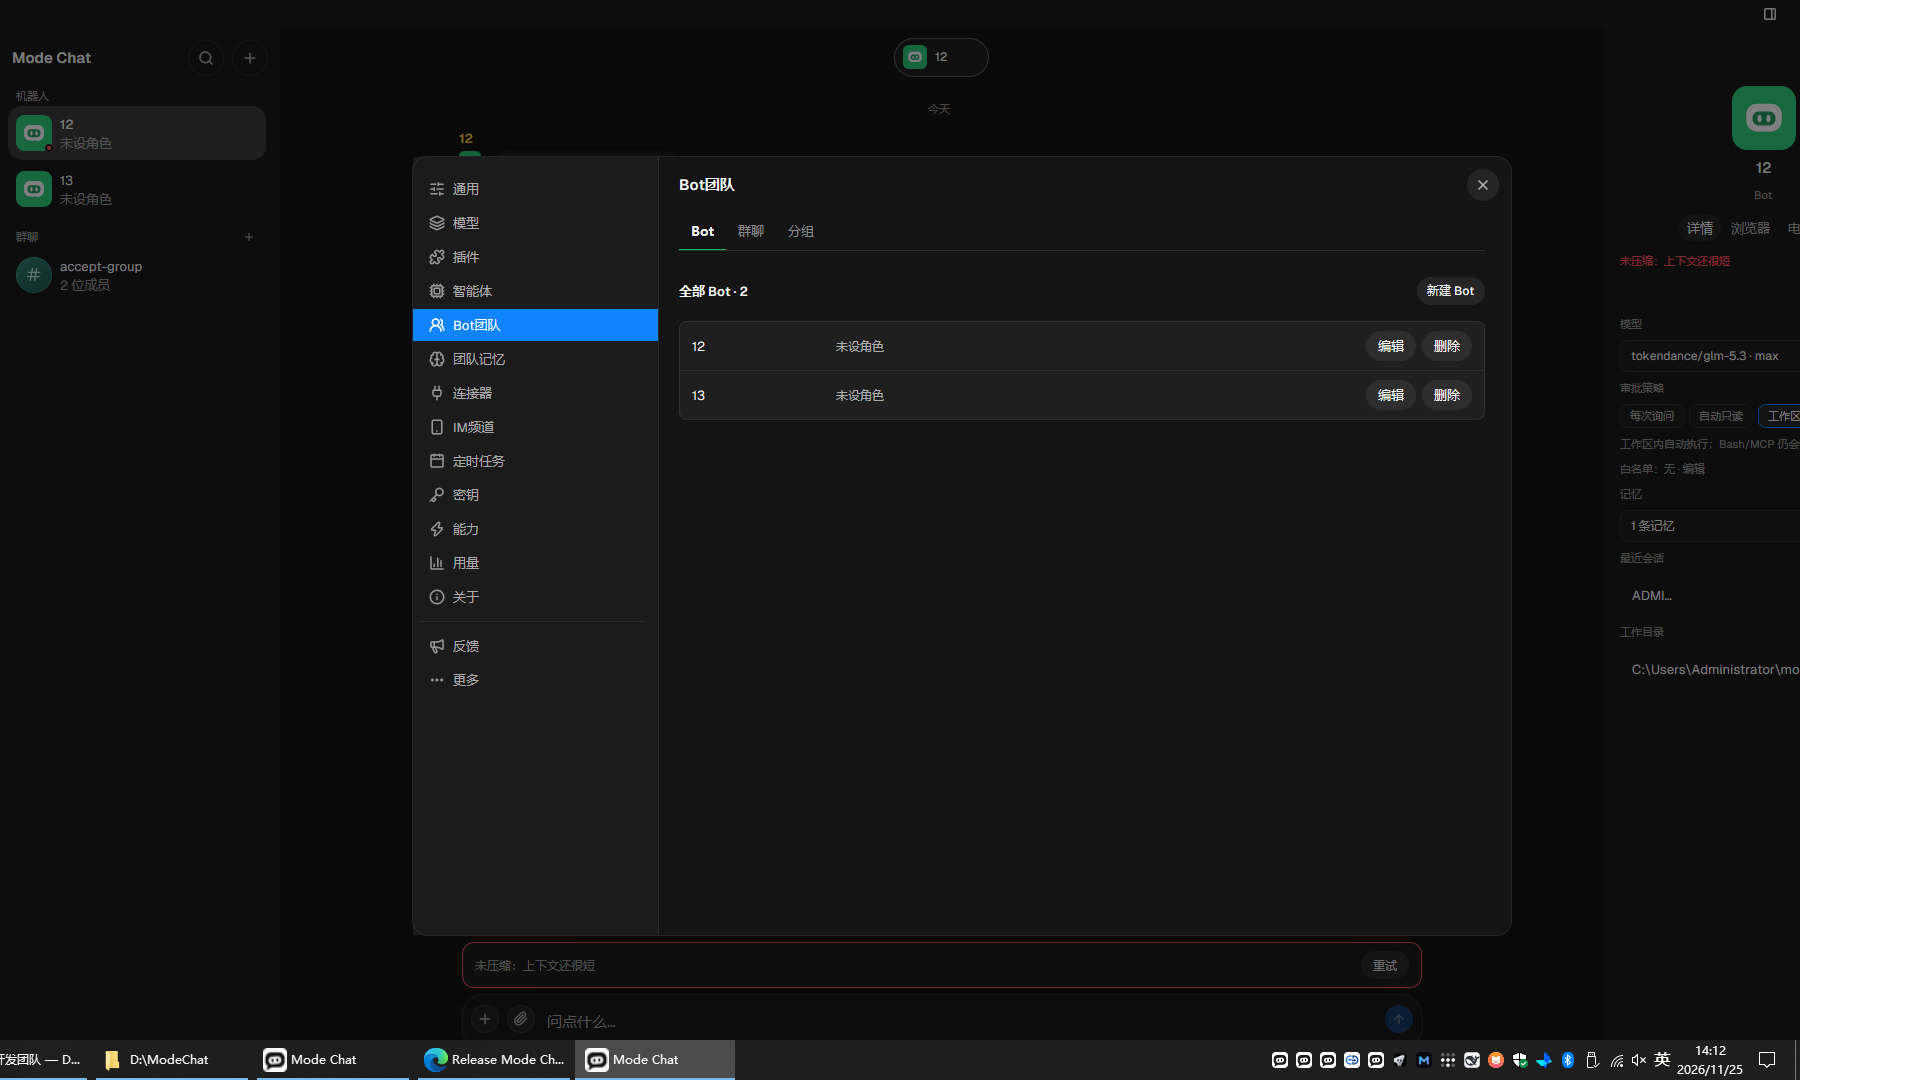 Mode Chat
机器人
12
未设角色
13
未设角色
群聊
accept-group
2 位成员
12
今天
12
通用
模型
插件
智能体
Bot团队
团队记忆
连接器
IM频道
定时任务
密钥
能力
用量
关于
反馈
更多
Bot团队
Bot 群聊 分组
全部 Bot · 2 新建 Bot
12 未设角色 编辑 删除
13 未设角色 编辑 删除
未压缩：上下文还很短 重试
问点什么...
12
Bot
详情 浏览器 电
未压缩：上下文还很短
模型
tokendance/glm-5.3 · max
审批策略
每次询问 自动只读 工作区
工作区内自动执行；Bash/MCP 仍会
白名单：无 · 编辑
记忆
1 条记忆
最近会话
ADMI...
工作目录
C:\Users\Administrator\mo
开发团队 — D... D:\ModeChat Mode Chat Release Mode Ch... Mode Chat
英
14:12
2026/11/25